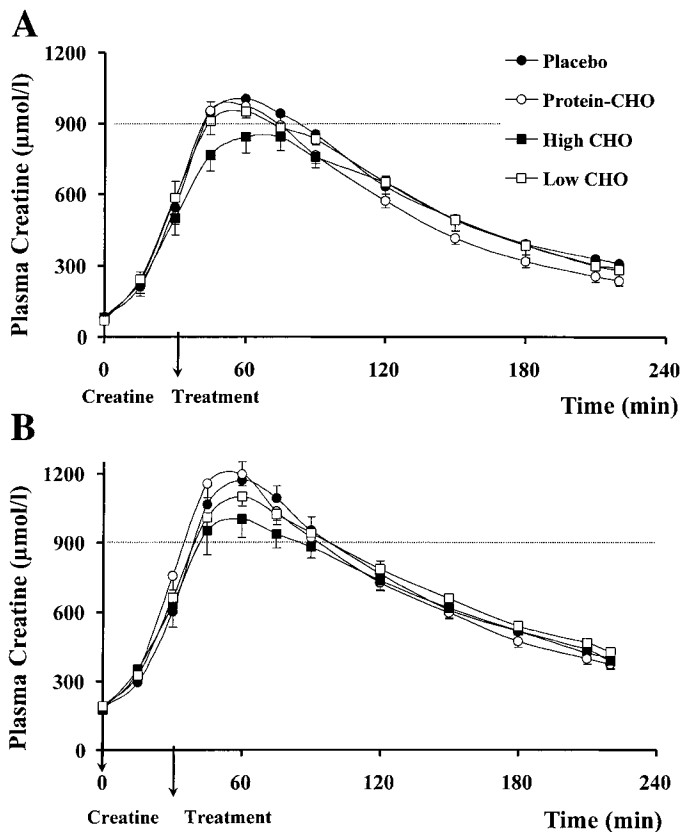 A
1200
900
600
300
0
Plasma Creatine (µmol/l)
Placebo
Protein-CHO
High CHO
Low CHO
0 60 120 180 240
Creatine Treatment
Time (min)
B
1200
900
600
300
0
Plasma Creatine (µmol/l)
0 60 120 180 240
Creatine Treatment
Time (min)